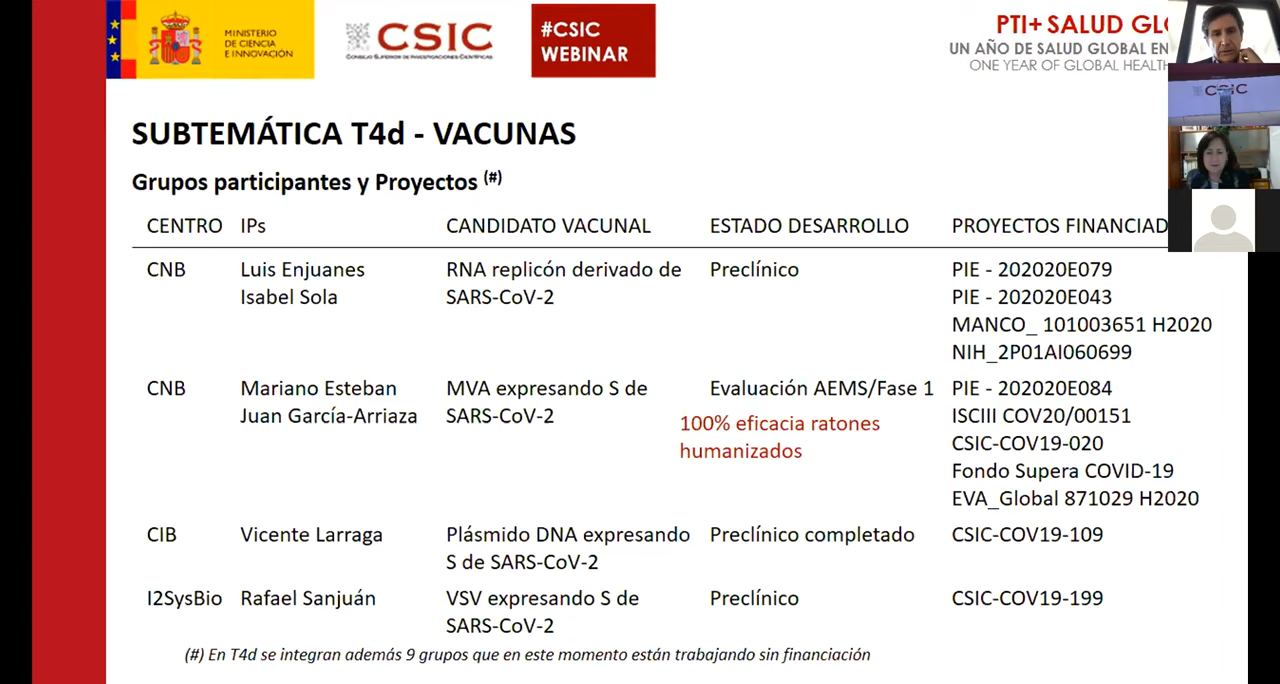 MINISTERIO
DE CIENCIA
E INNOVACIÓN
CSIC
CONSEJO SUPERIOR DE INVESTIGACIONES CIENTÍFICAS
#CSIC
WEBINAR
PTI+ SALUD GLO
UN AÑO DE SALUD GLOBAL EN
ONE YEAR OF GLOBAL HEALTH
CSIC
SUBTEMÁTICA T4d - VACUNAS
Grupos participantes y Proyectos (#)
CENTRO IPs CANDIDATO VACUNAL ESTADO DESARROLLO PROYECTOS FINANCIAD
CNB Luis Enjuanes RNA replicón derivado de Preclínico PIE - 202020E079
Isabel Sola SARS-CoV-2 PIE - 202020E043
MANCO_ 101003651 H2020
NIH_2P01AI060699
CNB Mariano Esteban MVA expresando S de Evaluación AEMS/Fase 1 PIE - 202020E084
Juan García-Arriaza SARS-CoV-2 100% eficacia ratones ISCIII COV20/00151
humanizados CSIC-COV19-020
Fondo Supera COVID-19
EVA_Global 871029 H2020
CIB Vicente Larraga Plásmido DNA expresando Preclínico completado CSIC-COV19-109
S de SARS-CoV-2
I2SysBio Rafael Sanjuán VSV expresando S de Preclínico CSIC-COV19-199
SARS-CoV-2
(#) En T4d se integran además 9 grupos que en este momento están trabajando sin financiación